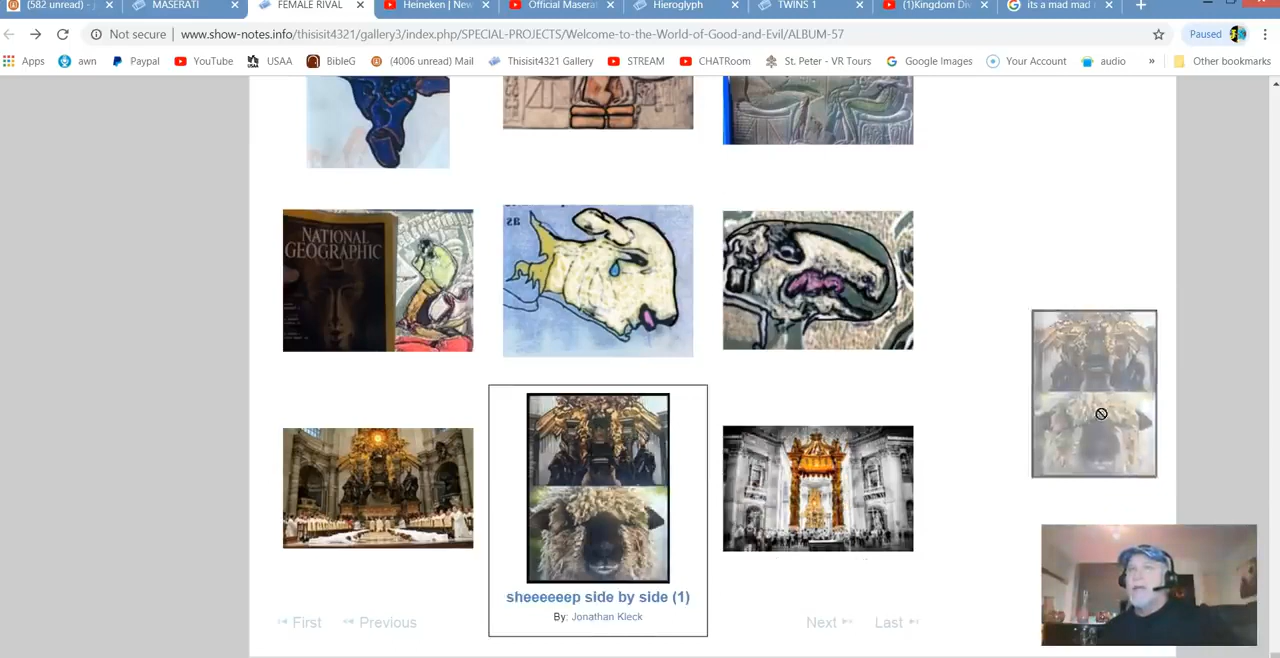 (582 unread) - j
MASERATI
FEMALE RIVAL
Heineken | New
Official Maserat
Hieroglyph
TWINS 1
(1)Kingdom Div
its a mad mad
Not secure
www.show-notes.info/thisisit4321/gallery3/index.php/SPECIAL-PROJECTS/Welcome-to-the-World-of-Good-and-Evil/ALBUM-57
Paused
Apps
awn
Paypal
YouTube
USAA
BibleG
(4006 unread) Mail
Thisisit4321 Gallery
STREAM
CHATRoom
St. Peter - VR Tours
Google Images
Your Account
audio
»
Other bookmarks
NATIONAL
GEOGRAPHIC
sheeeeeep side by side (1)
By: Jonathan Kleck
First
Previous
Next
Last